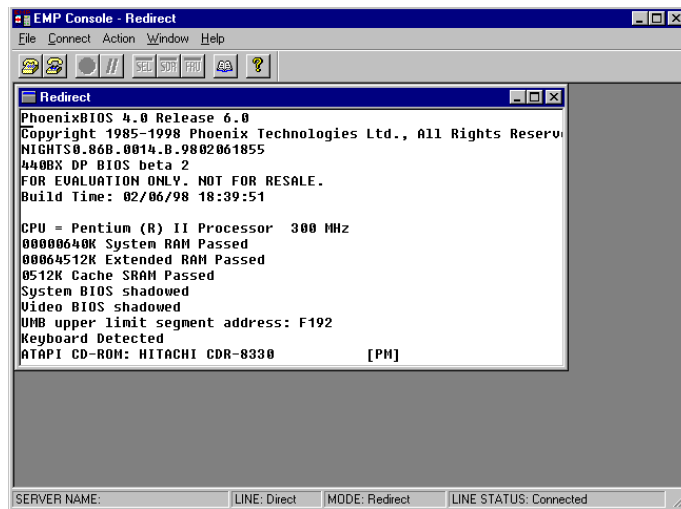 EMP Console - Redirect
File Connect Action Window Help
SEL SDR FRU
Redirect
PhoenixBIOS 4.0 Release 6.0
Copyright 1985-1998 Phoenix Technologies Ltd., All Rights Reserv
NIGHTS0.86B.0014.B.9802061855
440BX DP BIOS beta 2
FOR EVALUATION ONLY. NOT FOR RESALE.
Build Time: 02/06/98 18:39:51
CPU = Pentium (R) II Processor 300 MHz
00000640K System RAM Passed
00064512K Extended RAM Passed
0512K Cache SRAM Passed
System BIOS shadowed
Video BIOS shadowed
UMB upper limit segment address: F192
Keyboard Detected
ATAPI CD-ROM: HITACHI CDR-8330 [PM]
SERVER NAME: LINE: Direct MODE: Redirect LINE STATUS: Connected